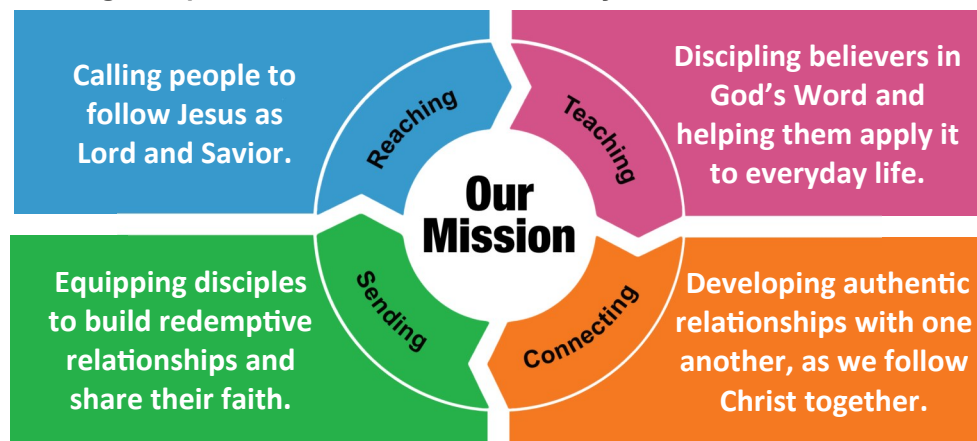 Calling people to
follow Jesus as
Lord and Savior.
Reaching
Teaching
Discipling believers in
God's Word and
helping them apply it
to everyday life.
Our
Mission
Equipping disciples
to build redemptive
relationships and
share their faith.
Sending
Connecting
Developing authentic
relationships with one
another, as we follow
Christ together.